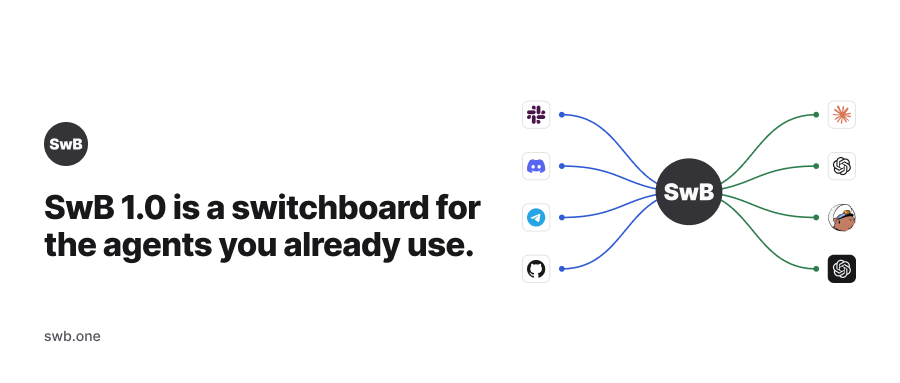 SwB
SwB 1.0 is a switchboard for
the agents you already use.
swb.one
SwB